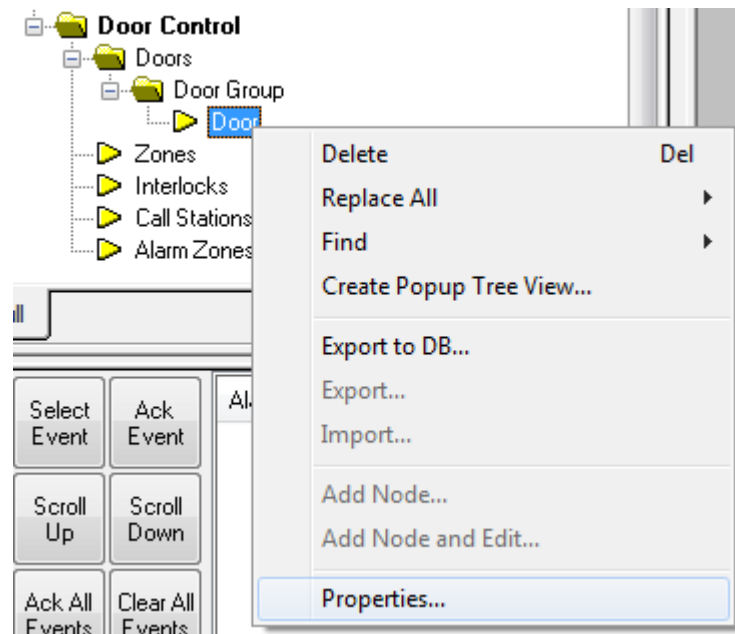 Door Control
Doors
Door Group
Door
Zones
Interlocks
Call Stations
Alarm Zones
Delete Del
Replace All
Find
Create Popup Tree View...
Export to DB...
Export...
Import...
Add Node...
Add Node and Edit...
Properties...
Select
Event
Ack
Event
Scroll
Up
Scroll
Down
Ack All
Events
Clear All
Events